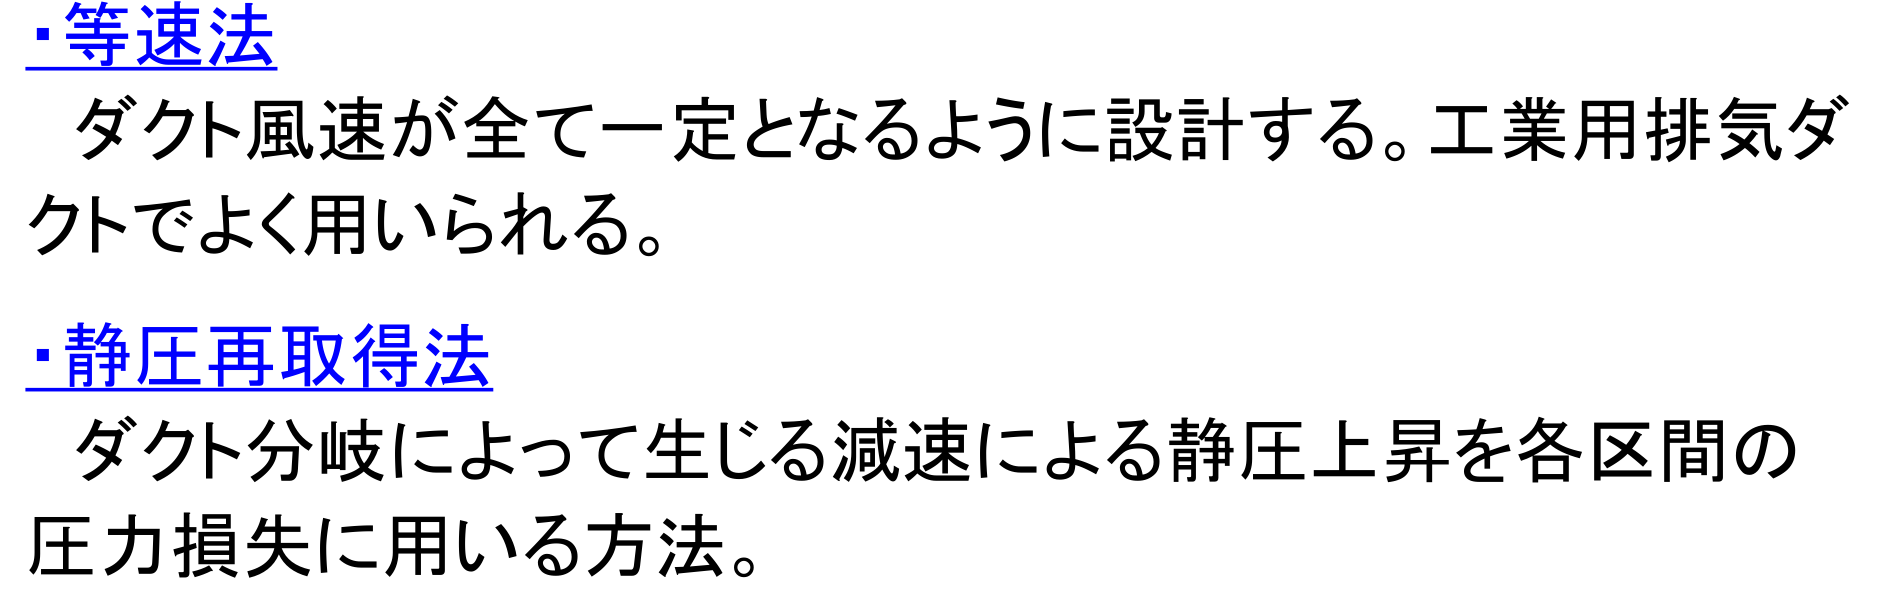 ・等速法
　ダクト風速が全て一定となるように設計する。工業用排気ダ
クトでよく用いられる。
・静圧再取得法
　ダクト分岐によって生じる減速による静圧上昇を各区間の
圧力損失に用いる方法。